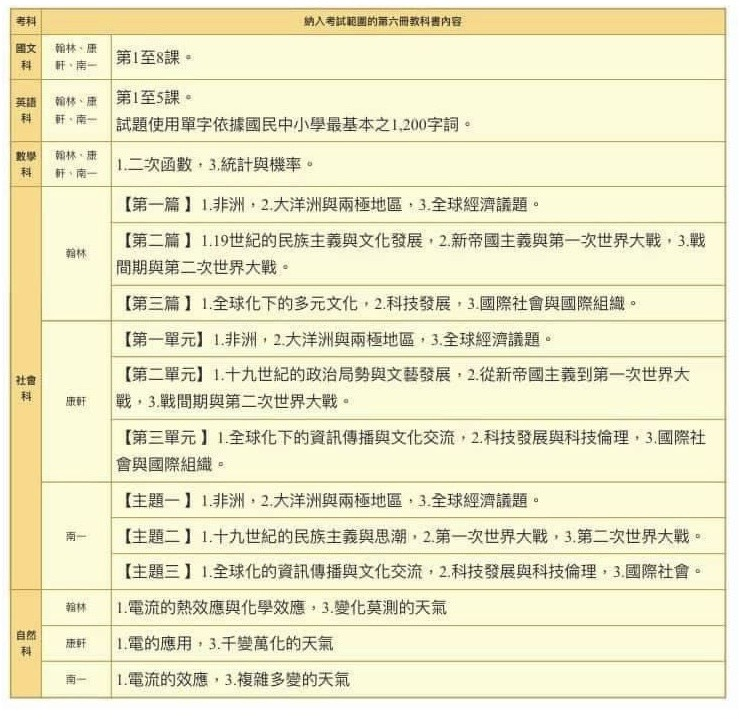 考科 納入考試範圍的第六冊教科書內容
國文科 翰林、康軒、南一 第1至8課。
英語科 翰林、康軒、南一 第1至5課。
試題使用單字依據國民中小學最基本之1,200字詞。
數學科 翰林、康軒、南一 1.二次函數,3.統計與機率。
社會科
翰林
【第一篇 】1.非洲,2.大洋洲與兩極地區,3.全球經濟議題。
【第二篇 】1.19世紀的民族主義與文化發展,2.新帝國主義與第一次世界大戰,3.戰
間期與第二次世界大戰。
【第三篇 】1.全球化下的多元文化,2.科技發展,3.國際社會與國際組織。
康軒
【第一單元】1.非洲,2.大洋洲與兩極地區,3.全球經濟議題。
【第二單元】1.十九世紀的政治局勢與文藝發展,2.從新帝國主義到第一次世界大
戰,3.戰間期與第二次世界大戰。
【第三單元 】1.全球化下的資訊傳播與文化交流,2.科技發展與科技倫理,3.國際社
會與國際組織。
南一
【主題一 】1.非洲,2.大洋洲與兩極地區,3.全球經濟議題。
【主題二 】1.十九世紀的民族主義與思潮,2.第一次世界大戰,3.第二次世界大戰。
【主題三 】1.全球化的資訊傳播與文化交流,2.科技發展與科技倫理,3.國際社會。
自然科
翰林 1.電流的熱效應與化學效應,3.變化莫測的天氣
康軒 1.電的應用,3.千變萬化的天氣
南一 1.電流的效應,3.複雜多變的天氣